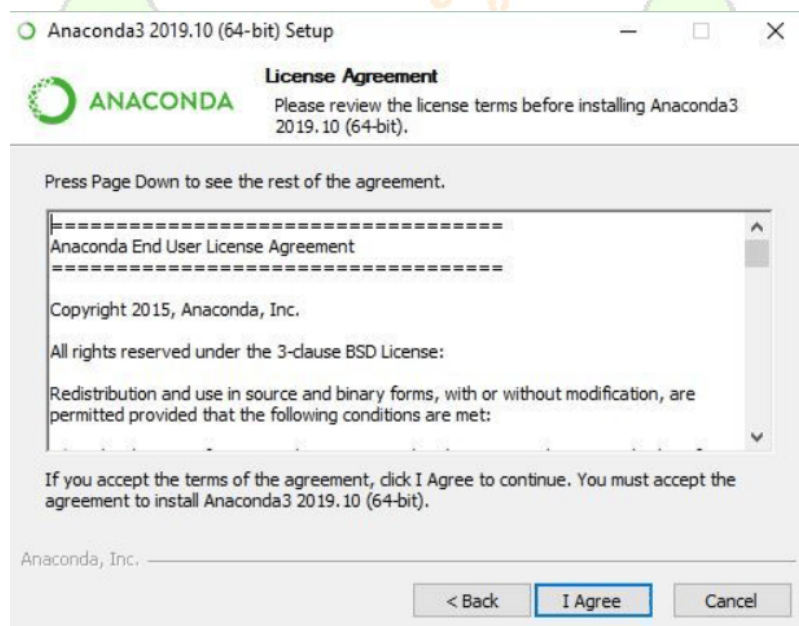 Anaconda3 2019.10 (64-bit) Setup
ANACONDA
License Agreement
Please review the license terms before installing Anaconda3
2019.10 (64-bit).
Press Page Down to see the rest of the agreement.
===================================
Anaconda End User License Agreement
===================================
Copyright 2015, Anaconda, Inc.
All rights reserved under the 3-clause BSD License:
Redistribution and use in source and binary forms, with or without modification, are
permitted provided that the following conditions are met:
If you accept the terms of the agreement, click I Agree to continue. You must accept the
agreement to install Anaconda3 2019.10 (64-bit).
Anaconda, Inc.
< Back
I Agree
Cancel